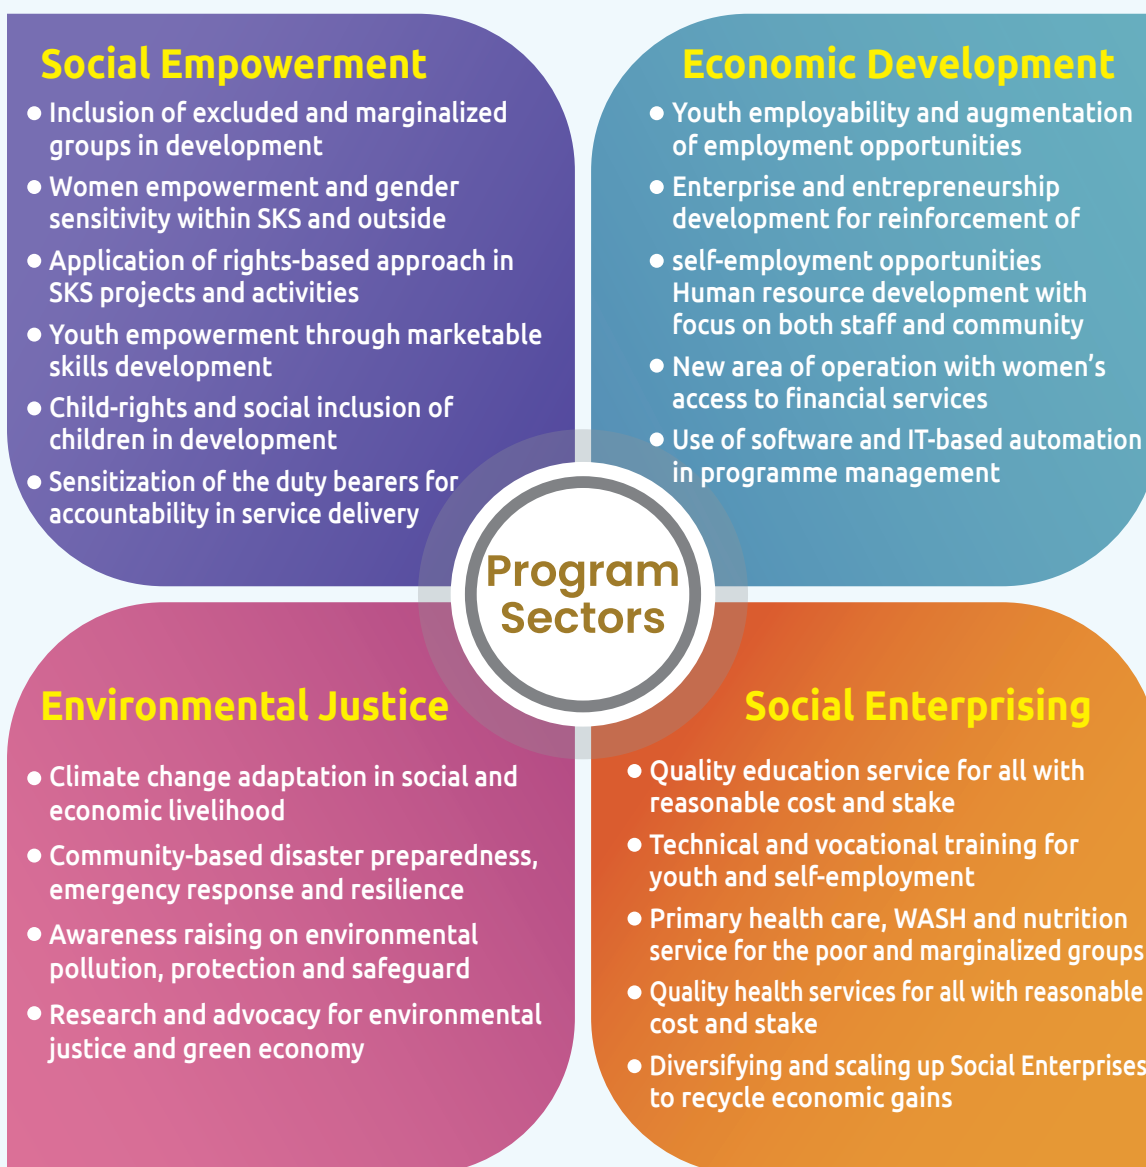 Social Empowerment
● Inclusion of excluded and marginalized
groups in development
● Women empowerment and gender
sensitivity within SKS and outside
● Application of rights-based approach in
SKS projects and activities
● Youth empowerment through marketable
skills development
● Child-rights and social inclusion of
children in development
● Sensitization of the duty bearers for
accountability in service delivery
Economic Development
● Youth employability and augmentation
of employment opportunities
● Enterprise and entrepreneurship
development for reinforcement of
● self-employment opportunities
Human resource development with
focus on both staff and community
● New area of operation with women’s
access to financial services
● Use of software and IT-based automation
in programme management
Program
Sectors
Environmental Justice
● Climate change adaptation in social and
economic livelihood
● Community-based disaster preparedness,
emergency response and resilience
● Awareness raising on environmental
pollution, protection and safeguard
● Research and advocacy for environmental
justice and green economy
Social Enterprising
● Quality education service for all with
reasonable cost and stake
● Technical and vocational training for
youth and self-employment
● Primary health care, WASH and nutrition
service for the poor and marginalized groups
● Quality health services for all with reasonable
cost and stake
● Diversifying and scaling up Social Enterprises
to recycle economic gains